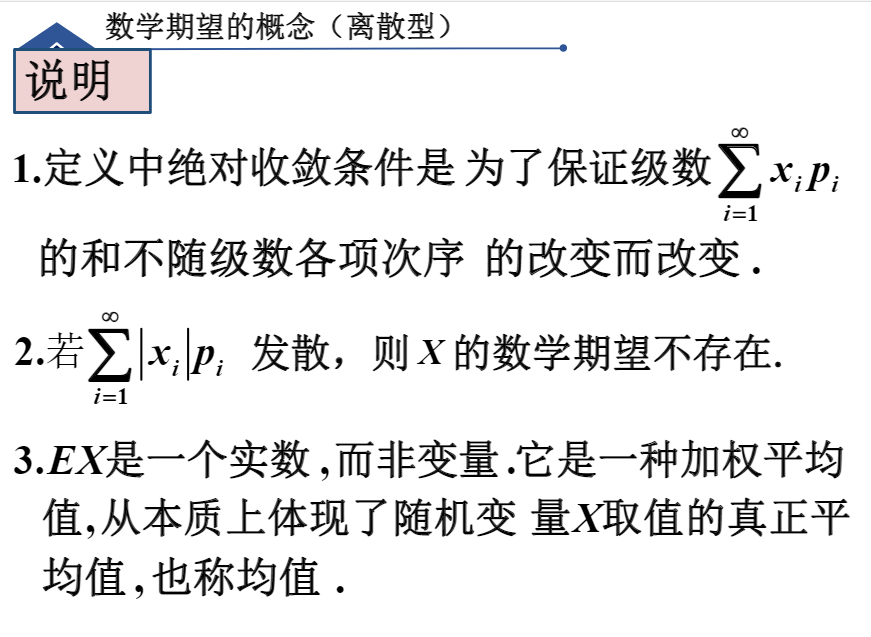 数学期望的概念（离散型）
说明
1.定义中绝对收敛条件是 为了保证级数 $\sum_{i=1}^{\infty} x_i p_i$
的和不随级数各项次序 的改变而改变 .
2.若 $\sum_{i=1}^{\infty} |x_i| p_i$ 发散，则 X 的数学期望不存在.
3.EX是一个实数 ,而非变量 .它是一种加权平均
值,从本质上体现了随机变 量X取值的真正平
均值 ,也称均值 .